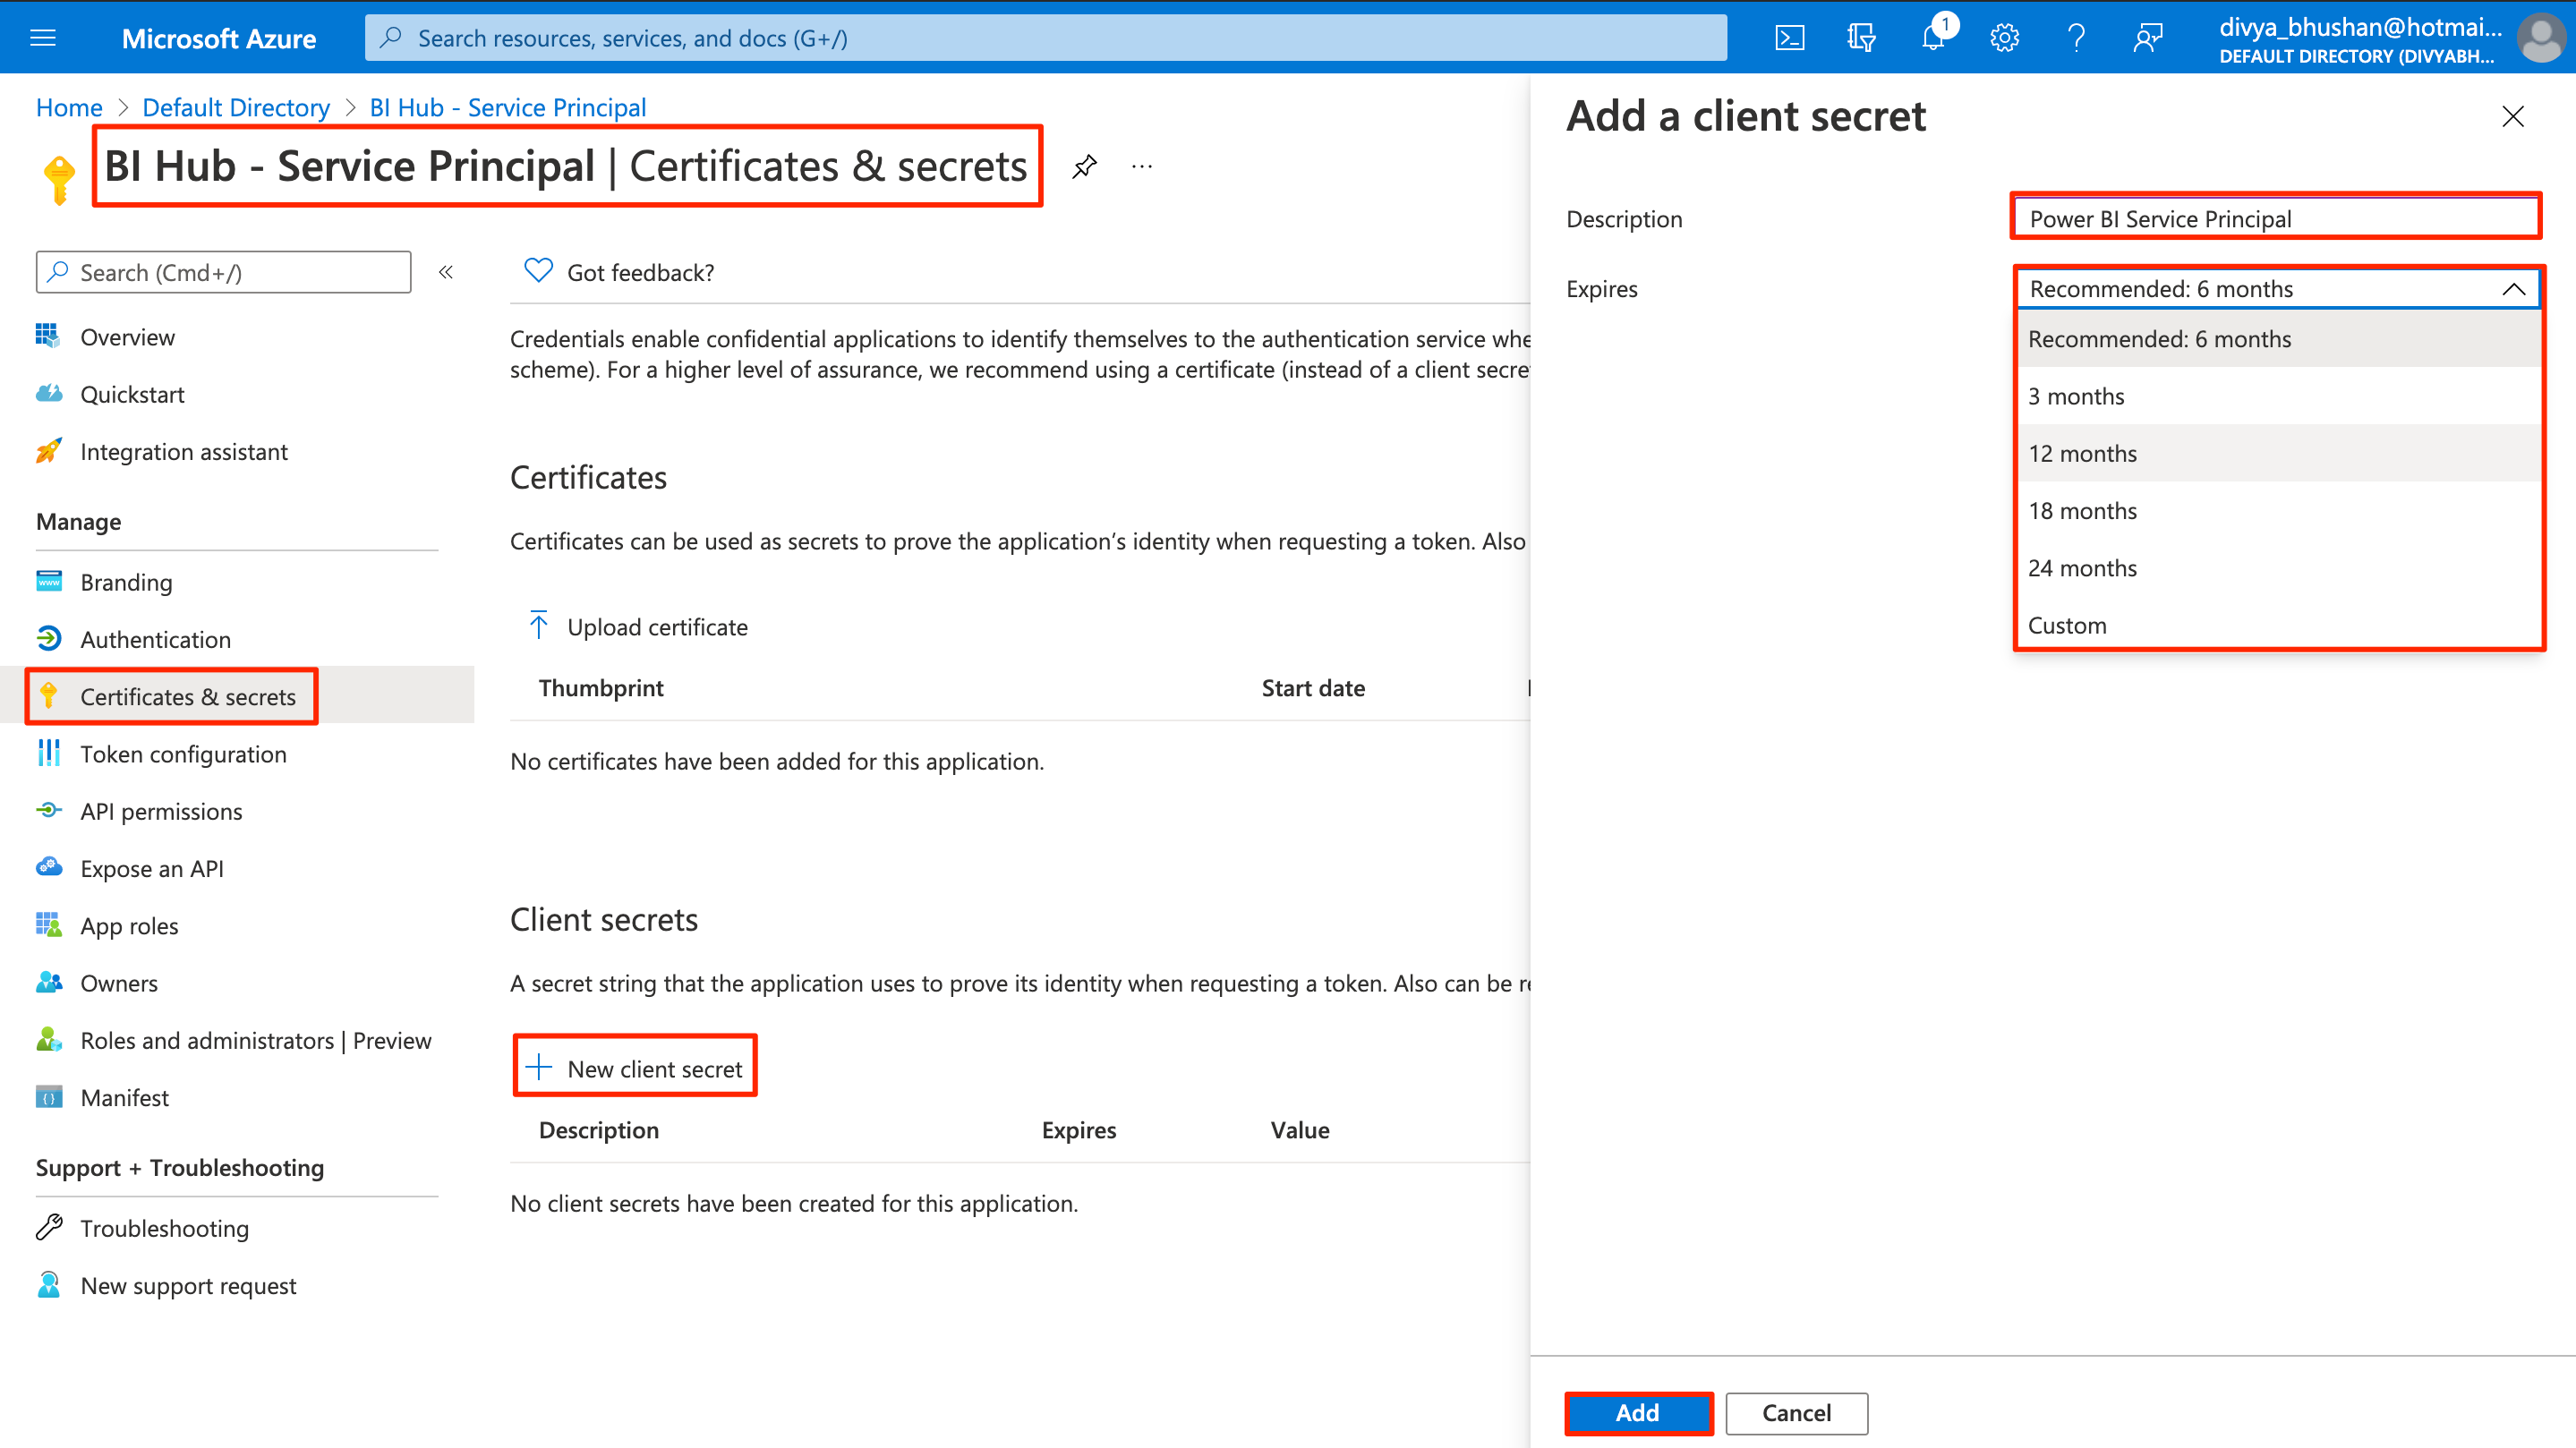 Microsoft Azure
Search resources, services, and docs (G+/)
1
divya_bhushan@hotmai...
DEFAULT DIRECTORY (DIVYABH...
Home > Default Directory > BI Hub - Service Principal
BI Hub - Service Principal | Certificates & secrets
...
Search (Cmd+/)
«
Overview
Quickstart
Integration assistant
Manage
Branding
Authentication
Certificates & secrets
Token configuration
API permissions
Expose an API
App roles
Owners
Roles and administrators | Preview
Manifest
Support + Troubleshooting
Troubleshooting
New support request
Got feedback?
Credentials enable confidential applications to identify themselves to the authentication service whe
scheme). For a higher level of assurance, we recommend using a certificate (instead of a client secre
Certificates
Certificates can be used as secrets to prove the application’s identity when requesting a token. Also
Upload certificate
Thumbprint Start date
No certificates have been added for this application.
Client secrets
A secret string that the application uses to prove its identity when requesting a token. Also can be re
New client secret
Description Expires Value
No client secrets have been created for this application.
Add a client secret
Description Power BI Service Principal
Expires Recommended: 6 months
Recommended: 6 months
3 months
12 months
18 months
24 months
Custom
Add Cancel